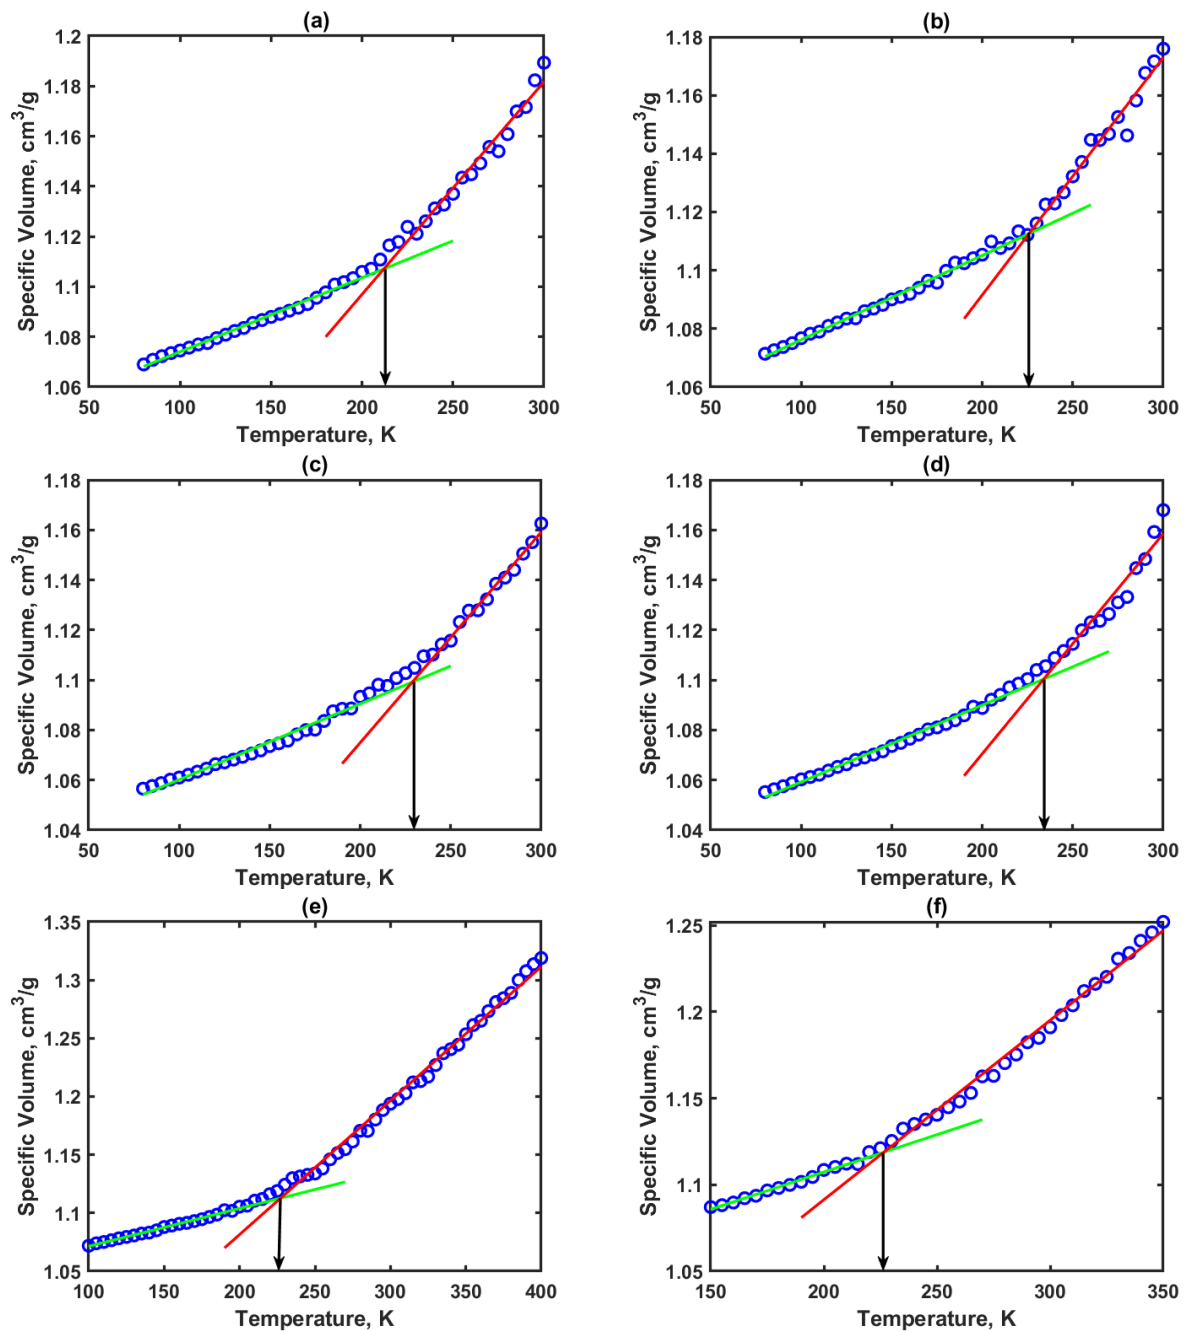 (a)
1.2
1.18
1.16
1.14
1.12
1.1
1.08
1.06
50 100 150 200 250 300
Specific Volume, cm³/g
Temperature, K
(b)
1.18
1.16
1.14
1.12
1.1
1.08
1.06
50 100 150 200 250 300
Specific Volume, cm³/g
Temperature, K
(c)
1.18
1.16
1.14
1.12
1.1
1.08
1.06
1.04
50 100 150 200 250 300
Specific Volume, cm³/g
Temperature, K
(d)
1.18
1.16
1.14
1.12
1.1
1.08
1.06
1.04
50 100 150 200 250 300
Specific Volume, cm³/g
Temperature, K
(e)
1.35
1.3
1.25
1.2
1.15
1.1
1.05
100 150 200 250 300 350 400
Specific Volume, cm³/g
Temperature, K
(f)
1.25
1.2
1.15
1.1
1.05
150 200 250 300 350
Specific Volume, cm³/g
Temperature, K